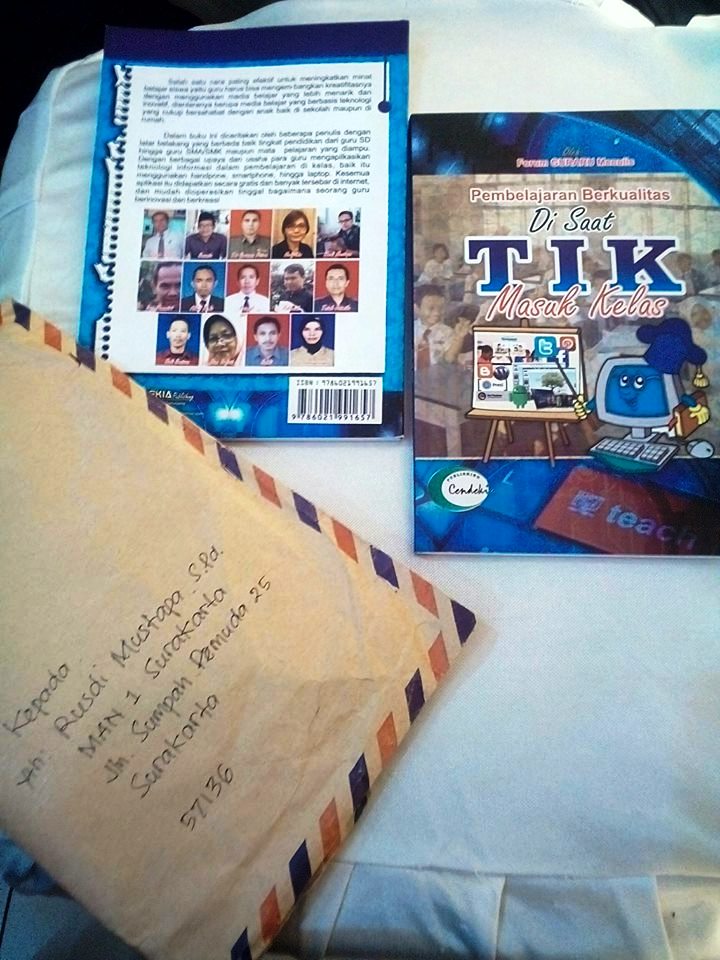 Salah satu cara paling efektif untuk meningkatkan minat
belajar siswa yaitu guru harus bisa mengembangkan kreatifitasnya
dengan menggunakan media belajar yang lebih menarik dan
inovatif, diantaranya berupa media belajar yang berbasis teknologi
yang cukup bersahabat dengan anak baik di sekolah maupun di
rumah.
Dalam buku ini diceritakan oleh beberapa penulis dengan
latar belakang yang berbeda baik tingkat pendidikan dari guru SD
hingga guru SMA/SMK maupun mata pelajaran yang diampu.
Dengan berbagai upaya dan usaha para guru mengaplikasikan
teknologi informasi dalam pembelajaran di kelas, baik itu
menggunakan handpone, smartphone, hingga laptop. Kesemua
aplikasi itu didapatkan secara gratis dan banyak tersebar di internet,
dan mudah dioperasikan tinggal bagaimana seorang guru
berinovasi dan berkreasi
ISBN : 9786021991657
9 786021 991657
Oleh
Forum GURARU Menulis
Pembelajaran Berkualitas
Di Saat
TIK
Masuk Kelas
PUBLISHING
Cendekia
teach
Kepada
An. Rusdi Mustapa S.Pd.
MAN 1 Surakarta
Jln. Sumpah Pemuda 25
Surakarta
57136